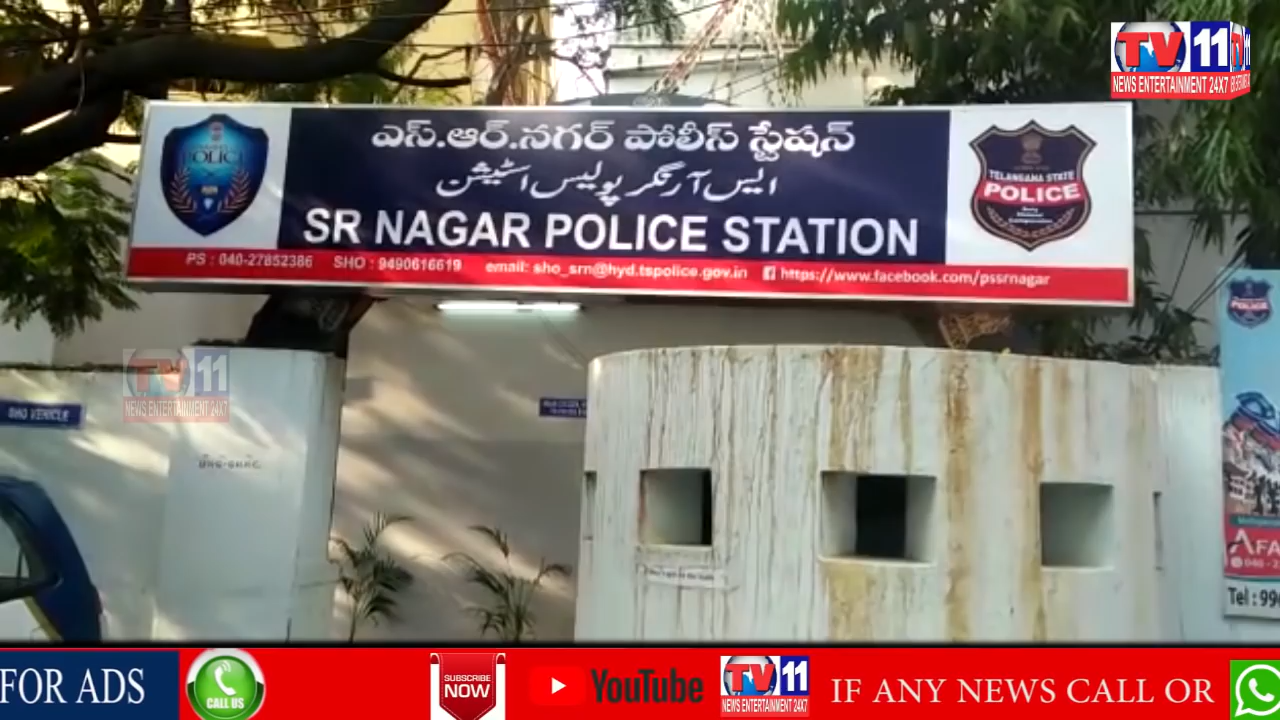 TV11
NEWS ENTERTAINMENT 24X7
POLICE
ఎస్.ఆర్.నగర్ పోలీస్ స్టేషన్
ایس آر نگر پولیس اسٹیشن
SR NAGAR POLICE STATION
TELANGANA STATE
POLICE
PS : 040-27852386 SHO : 9490616619 email: sho_srn@hyd.tspolice.gov.in https://www.facebook.com/pssrnagar
POLICE
TV11
NEWS ENTERTAINMENT 24X7
SHO VEHICLE
AFA
Tel : 99
FOR ADS
CALL US
SUBSCRIBE
NOW
YouTube
TV11
NEWS ENTERTAINMENT 24X7
IF ANY NEWS CALL OR